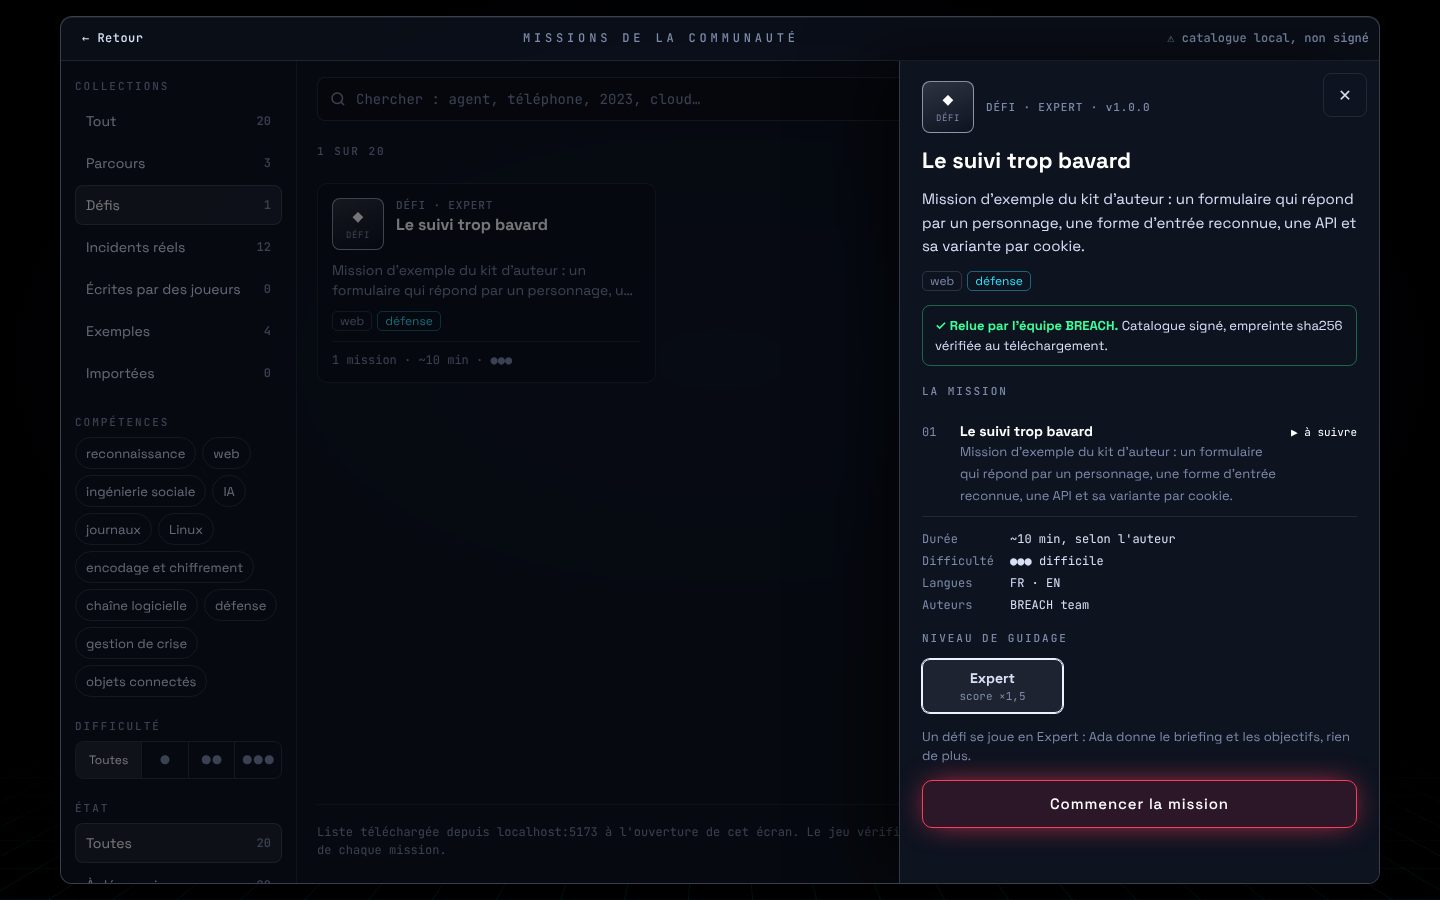 ← Retour
MISSIONS DE LA COMMUNAUTÉ
⚠ catalogue local, non signé
COLLECTIONS
Tout 20
Parcours 3
Défis 1
Incidents réels 12
Écrites par des joueurs 0
Exemples 4
Importées 0
COMPÉTENCES
reconnaissance web
ingénierie sociale IA
journaux Linux
encodage et chiffrement
chaîne logicielle défense
gestion de crise
objets connectés
DIFFICULTÉ
Toutes ● ●● ●●●
ÉTAT
Toutes 20
Chercher : agent, téléphone, 2023, cloud…
1 SUR 20
◆
DÉFI
DÉFI · EXPERT
Le suivi trop bavard
Mission d'exemple du kit d'auteur : un
formulaire qui répond par un personnage, u…
web défense
1 mission · ~10 min · ●●●
Liste téléchargée depuis localhost:5173 à l'ouverture de cet écran. Le jeu vérifi
de chaque mission.
◆
DÉFI
DÉFI · EXPERT · v1.0.0
✕
Le suivi trop bavard
Mission d'exemple du kit d'auteur : un formulaire qui répond
par un personnage, une forme d'entrée reconnue, une API et
sa variante par cookie.
web défense
✓ Relue par l'équipe BREACH. Catalogue signé, empreinte sha256
vérifiée au téléchargement.
LA MISSION
01 Le suivi trop bavard ▶ à suivre
Mission d'exemple du kit d'auteur : un formulaire
qui répond par un personnage, une forme d'entrée
reconnue, une API et sa variante par cookie.
Durée ~10 min, selon l'auteur
Difficulté ●●● difficile
Langues FR · EN
Auteurs BREACH team
NIVEAU DE GUIDAGE
Expert
score ×1,5
Un défi se joue en Expert : Ada donne le briefing et les objectifs, rien
de plus.
Commencer la mission